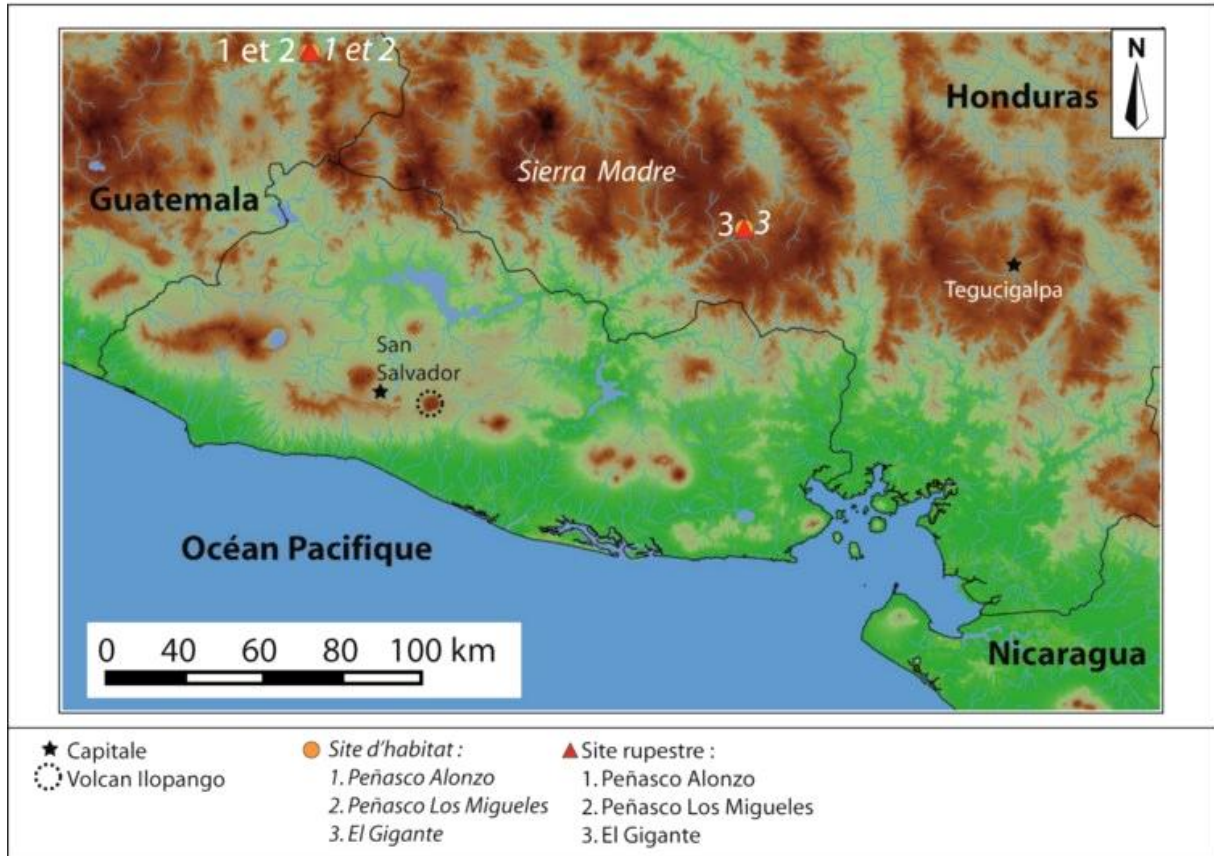 1 et 2 1 et 2
N
Honduras
Sierra Madre
Guatemala
3 3
Tegucigalpa
San
Salvador
Océan Pacifique
0 40 60 80 100 km
Nicaragua
Capitale
Volcan Ilopango
Site d'habitat :
1. Peñasco Alonzo
2. Peñasco Los Migueles
3. El Gigante
Site rupestre :
1. Peñasco Alonzo
2. Peñasco Los Migueles
3. El Gigante